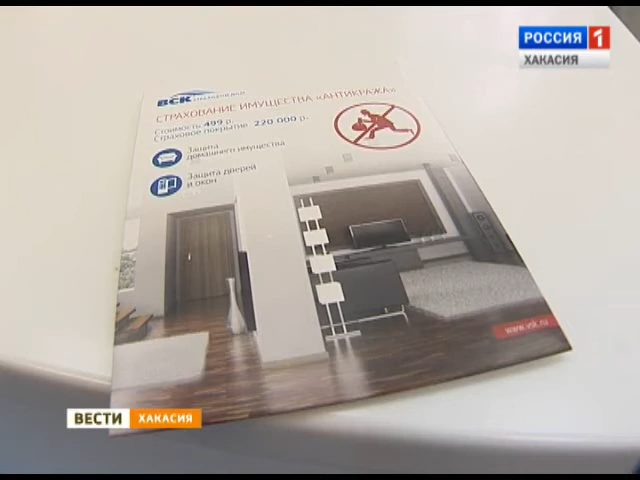 РОССИЯ 1
ХАКАСИЯ
ВСК
СТРАХОВАНИЕ ИМУЩЕСТВА «АНТИКРАЖА»
Стоимость 499 р.
Страховое покрытие 220 000 р.
Защита
домашнего имущества
Защита дверей
и окон
www.vsk.ru
ВЕСТИ ХАКАСИЯ